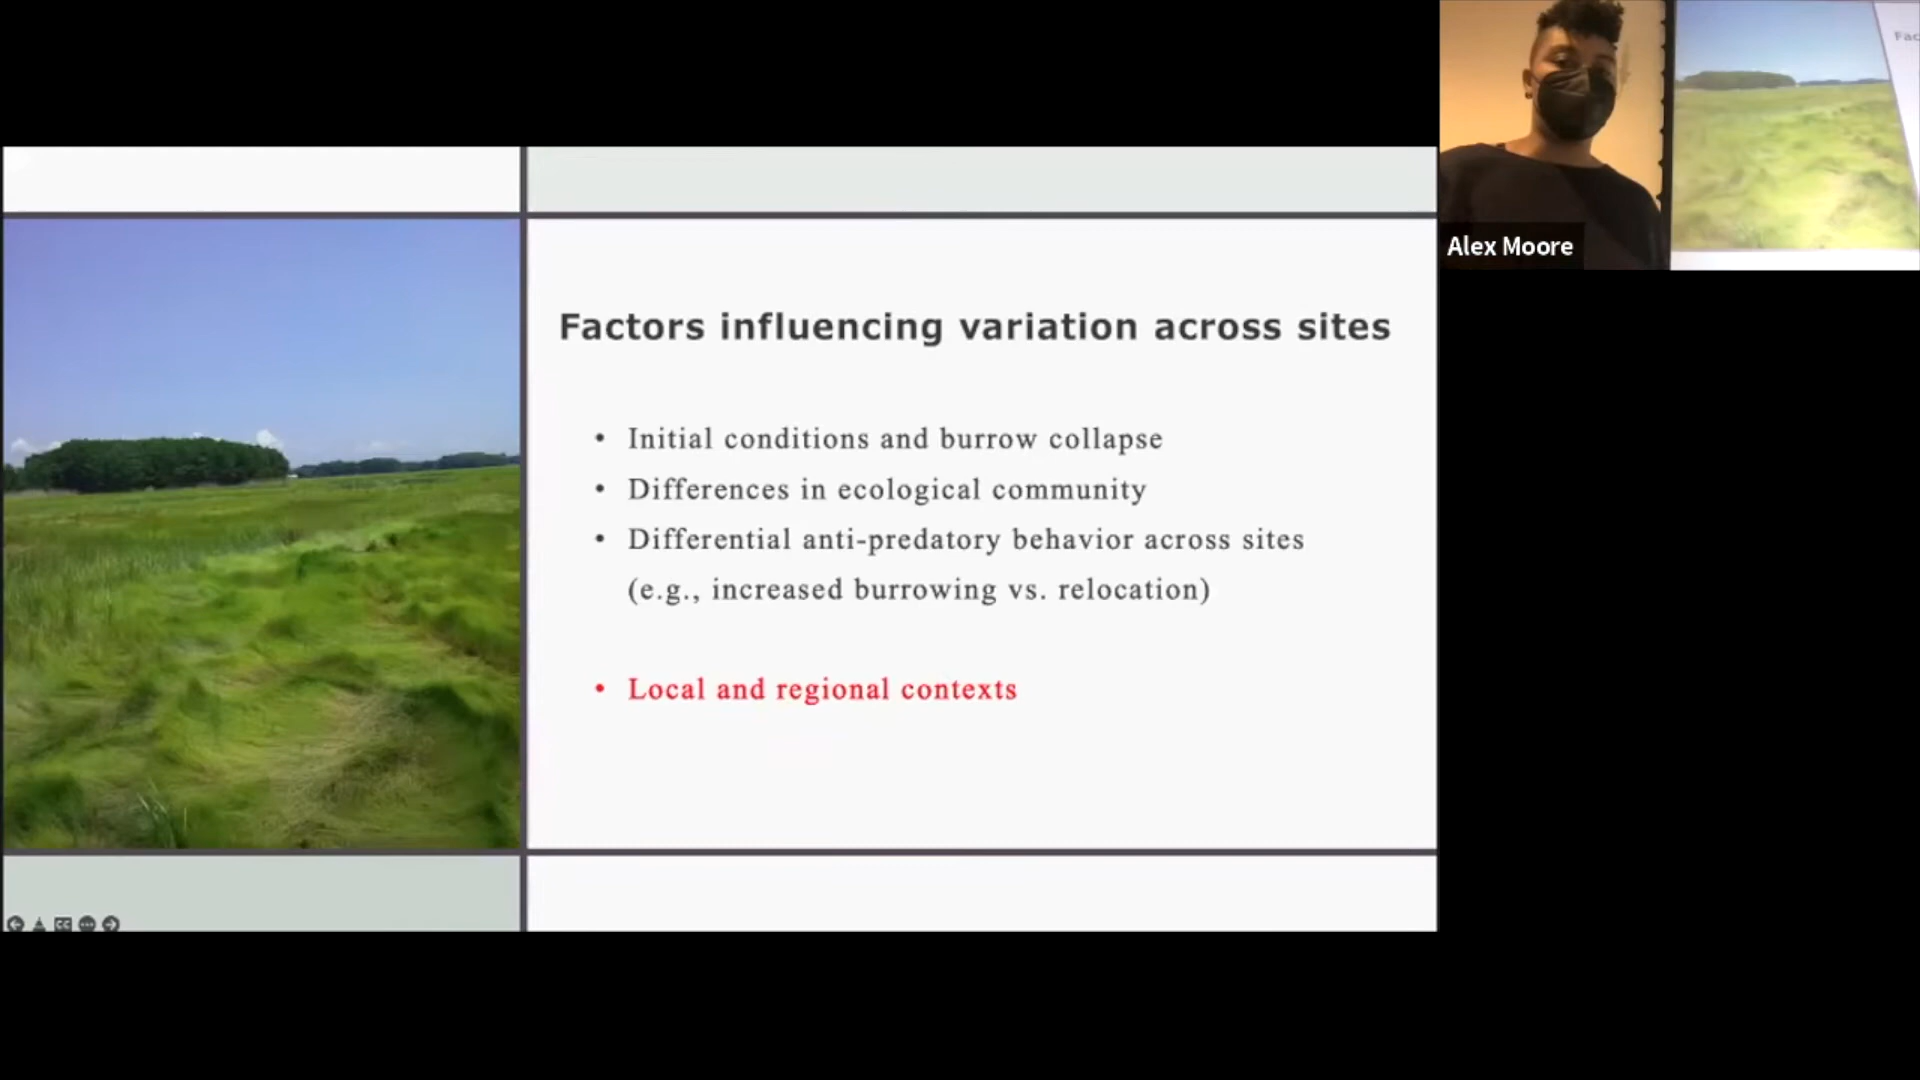 Fac
Alex Moore
Factors influencing variation across sites
• Initial conditions and burrow collapse
• Differences in ecological community
• Differential anti-predatory behavior across sites
(e.g., increased burrowing vs. relocation)
• Local and regional contexts